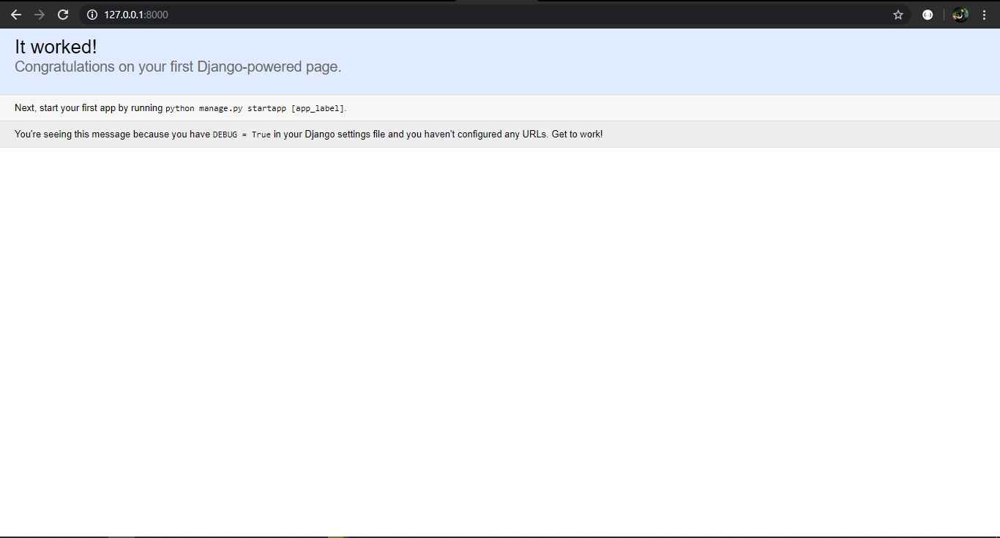 127.0.0.1:8000
It worked!
Congratulations on your first Django-powered page.
Next, start your first app by running python manage.py startapp [app_label].
You're seeing this message because you have DEBUG = True in your Django settings file and you haven't configured any URLs. Get to work!